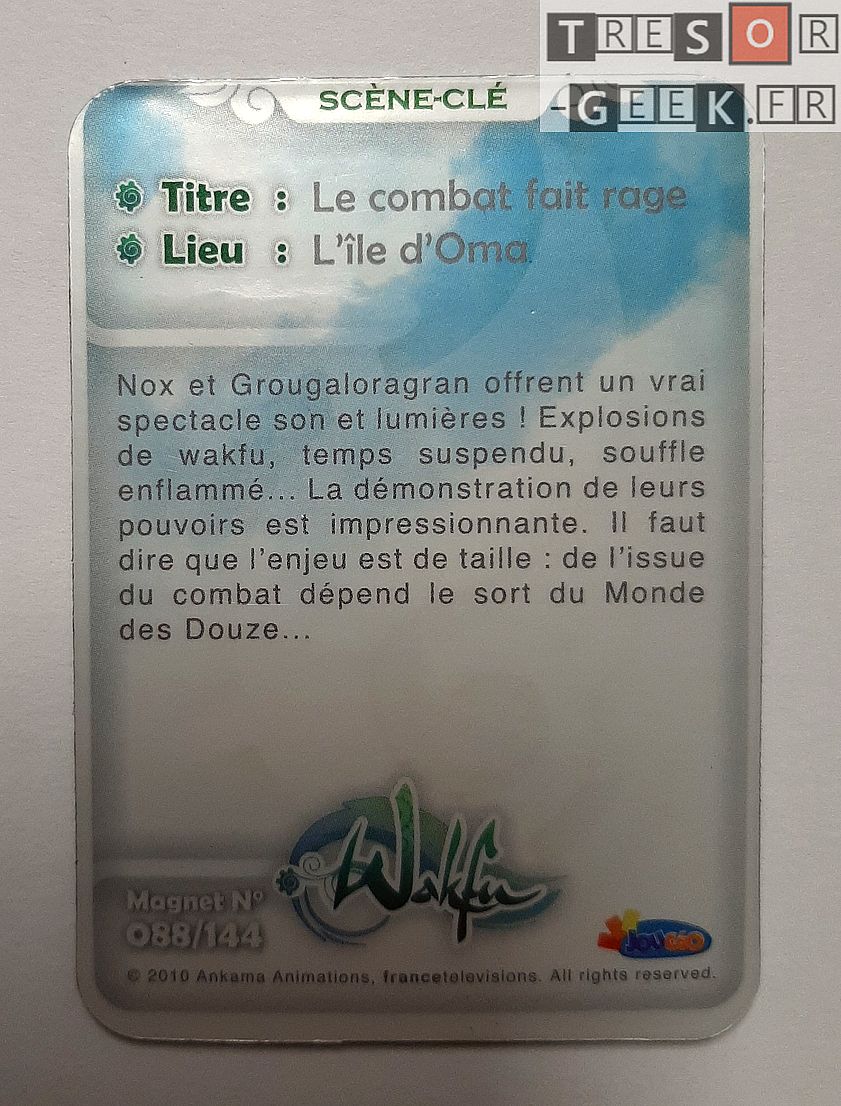 TRESOR
GEEK.FR
SCÈNE-CLÉ
Titre : Le combat fait rage
Lieu : L'île d'Oma
Nox et Grougaloragran offrent un vrai
spectacle son et lumières ! Explosions
de wakfu, temps suspendu, souffle
enflammé... La démonstration de leurs
pouvoirs est impressionnante. Il faut
dire que l'enjeu est de taille : de l'issue
du combat dépend le sort du Monde
des Douze...
Wakfu
Magnet N°
088/144
© 2010 Ankama Animations, francetelevisions. All rights reserved.